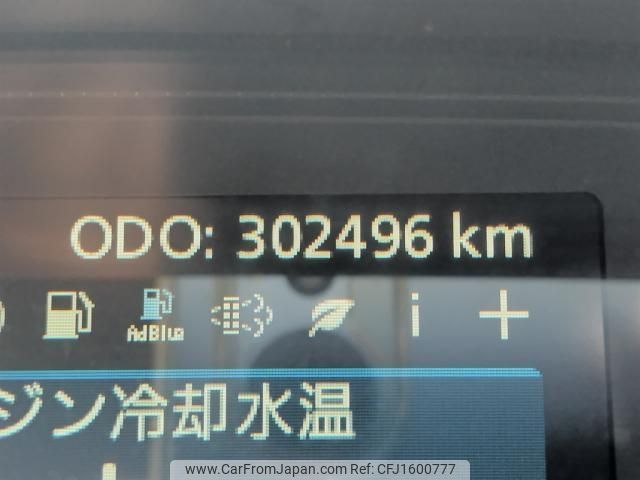 ODO: 302496 km
AdBlue
i
ジン冷却水温
www.CarFromJapan.com Ref: CFJ1600777